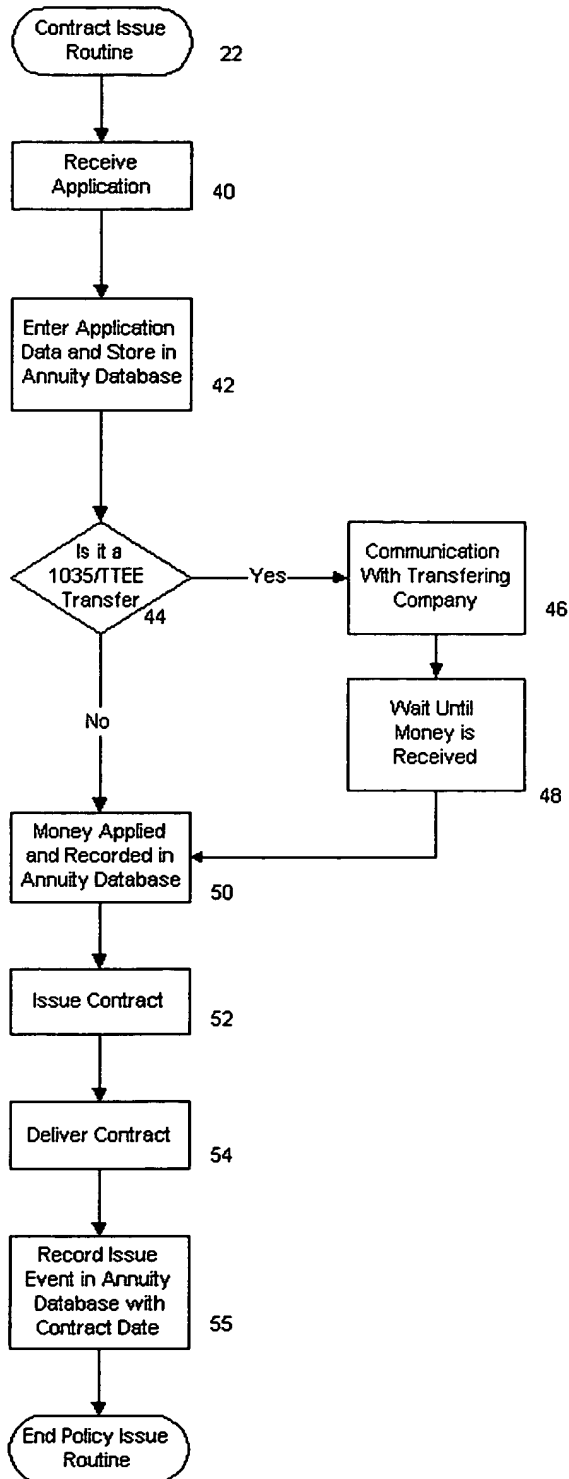 Contract Issue
Routine
22
Receive
Application
40
Enter Application
Data and Store in
Annuity Database
42
Is it a
1035/TTEE
Transfer
44
Yes
Communication
With Transfering
Company
46
No
Wait Until
Money is
Received
48
Money Applied
and Recorded in
Annuity Database
50
Issue Contract
52
Deliver Contract
54
Record Issue
Event in Annuity
Database with
Contract Date
55
End Policy Issue
Routine